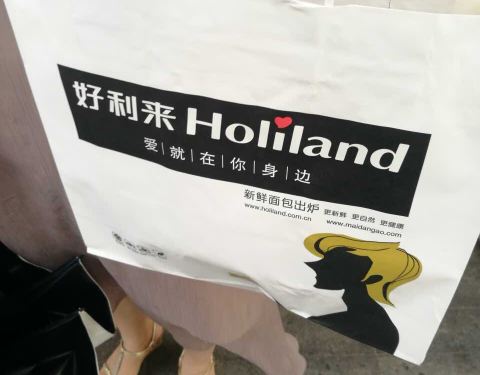 好利来 Holiland
爱|就|在|你|身|边
新鲜面包出炉 更新鲜 更自然 更健康
www.holiland.com.cn www.maidangao.com